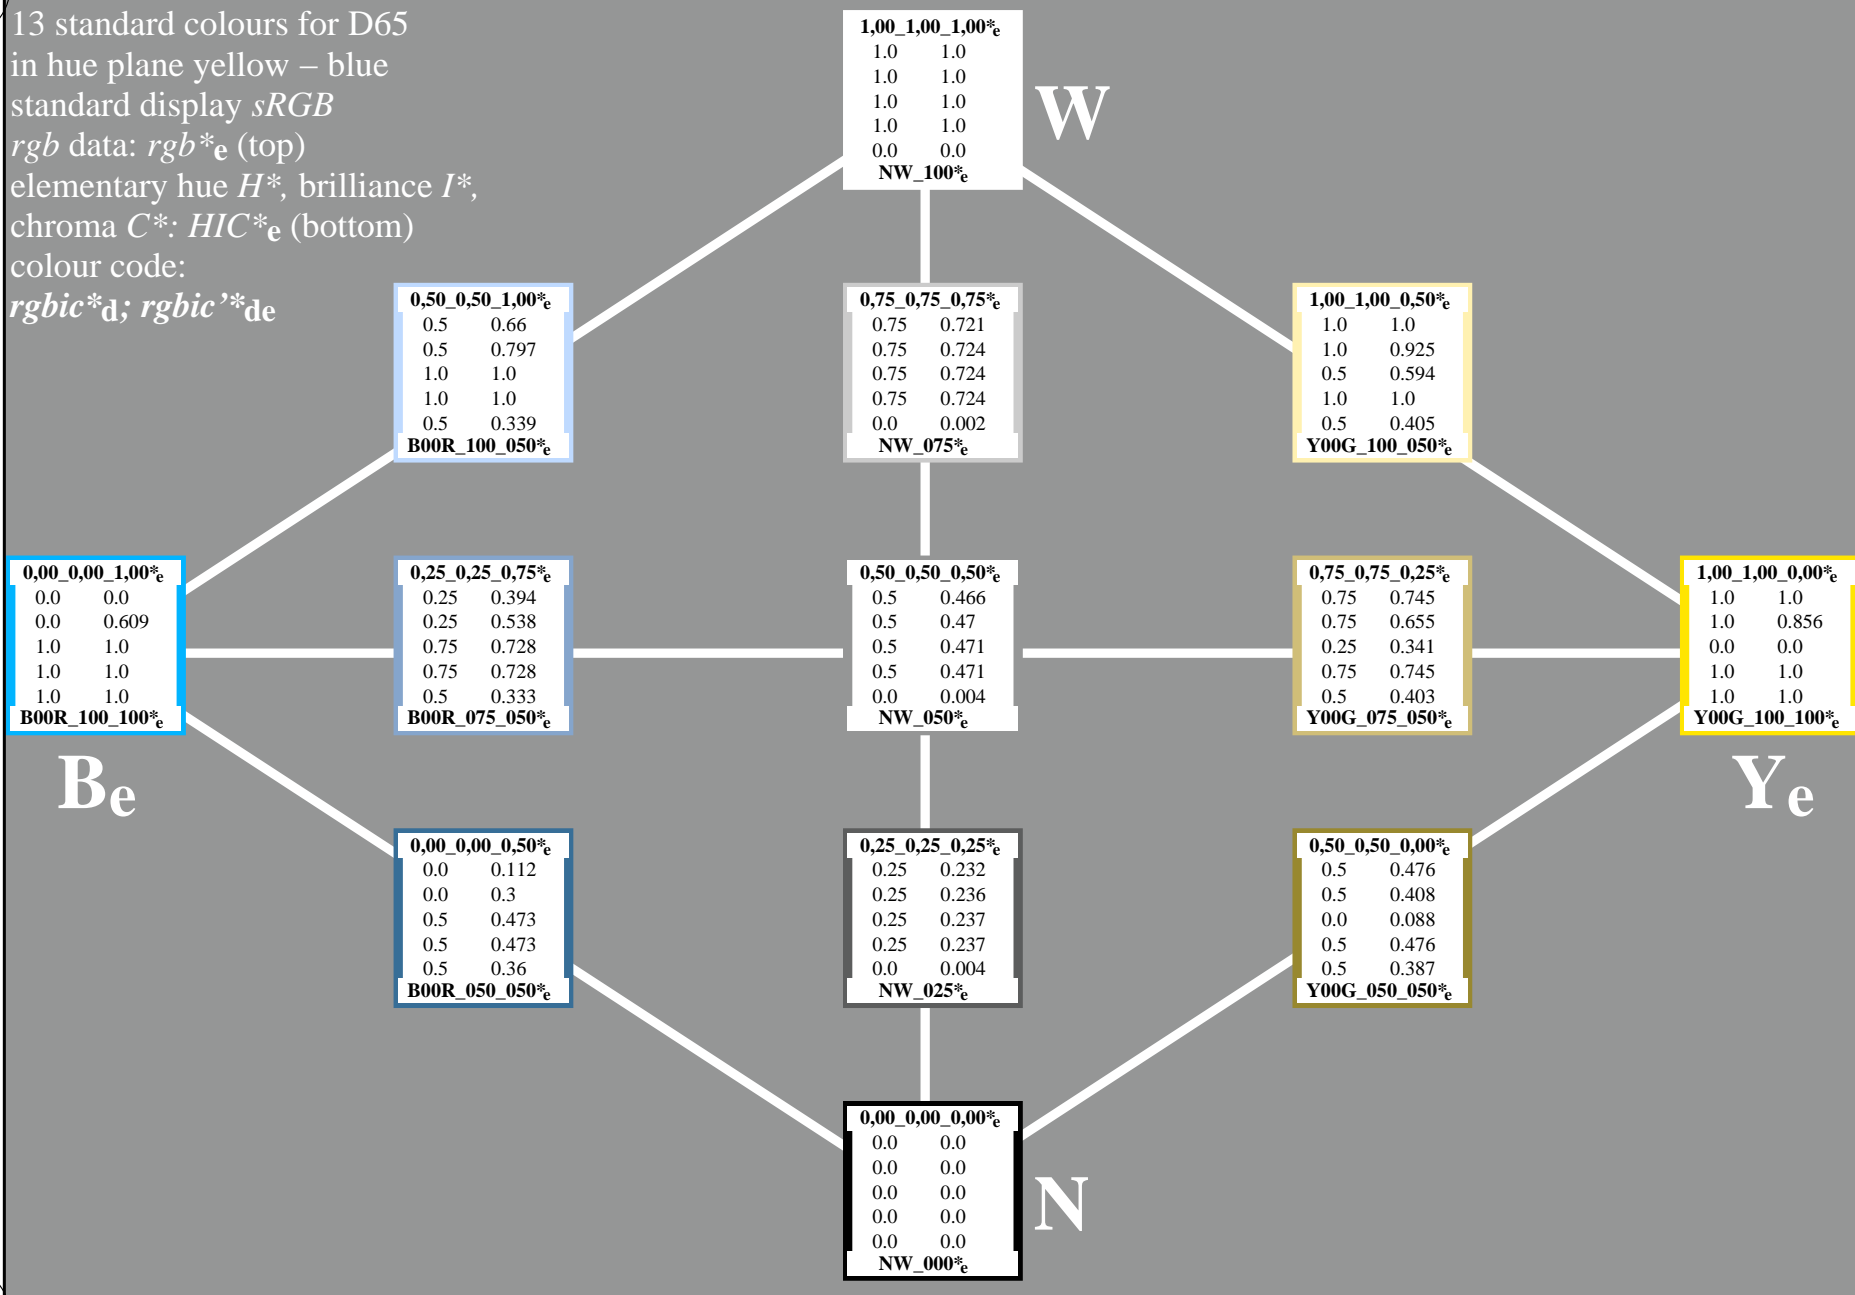 13 standard colours for D65
in hue plane yellow – blue
standard display sRGB
rgb data: rgb*e (top)
elementary hue H*, brilliance I*,
chroma C*: HIC*e (bottom)
colour code:
rgbic*d; rgbic’*de
1,00_1,00_1,00*e
1.0 1.0
1.0 1.0
1.0 1.0
1.0 1.0
0.0 0.0
NW_100*e
W
0,50_0,50_1,00*e
0.5 0.66
0.5 0.797
1.0 1.0
1.0 1.0
0.5 0.339
B00R_100_050*e
0,75_0,75_0,75*e
0.75 0.721
0.75 0.724
0.75 0.724
0.75 0.724
0.0 0.002
NW_075*e
1,00_1,00_0,50*e
1.0 1.0
1.0 0.925
0.5 0.594
1.0 1.0
0.5 0.405
Y00G_100_050*e
0,00_0,00_1,00*e
0.0 0.0
0.0 0.609
1.0 1.0
1.0 1.0
1.0 1.0
B00R_100_100*e
Be
0,25_0,25_0,75*e
0.25 0.394
0.25 0.538
0.75 0.728
0.75 0.728
0.5 0.333
B00R_075_050*e
0,50_0,50_0,50*e
0.5 0.466
0.5 0.47
0.5 0.471
0.5 0.471
0.0 0.004
NW_050*e
0,75_0,75_0,25*e
0.75 0.745
0.75 0.655
0.25 0.341
0.75 0.745
0.5 0.403
Y00G_075_050*e
1,00_1,00_0,00*e
1.0 1.0
1.0 0.856
0.0 0.0
1.0 1.0
1.0 1.0
Y00G_100_100*e
Ye
0,00_0,00_0,50*e
0.0 0.112
0.0 0.3
0.5 0.473
0.5 0.473
0.5 0.36
B00R_050_050*e
0,25_0,25_0,25*e
0.25 0.232
0.25 0.236
0.25 0.237
0.25 0.237
0.0 0.004
NW_025*e
0,50_0,50_0,00*e
0.5 0.476
0.5 0.408
0.0 0.088
0.5 0.476
0.5 0.387
Y00G_050_050*e
0,00_0,00_0,00*e
0.0 0.0
0.0 0.0
0.0 0.0
0.0 0.0
0.0 0.0
NW_000*e
N